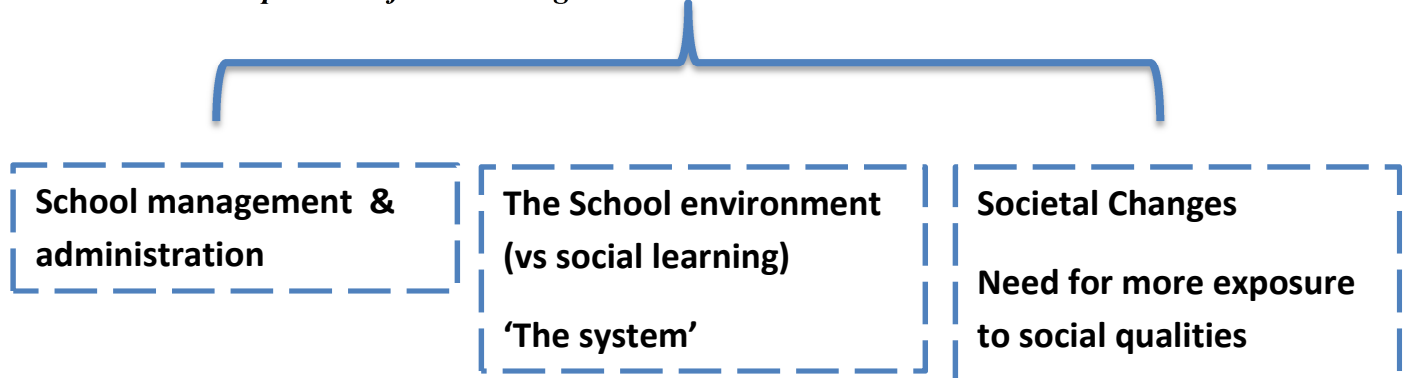 School management & administration
The School environment
(vs social learning)
'The system'
Societal Changes
Need for more exposure
to social qualities